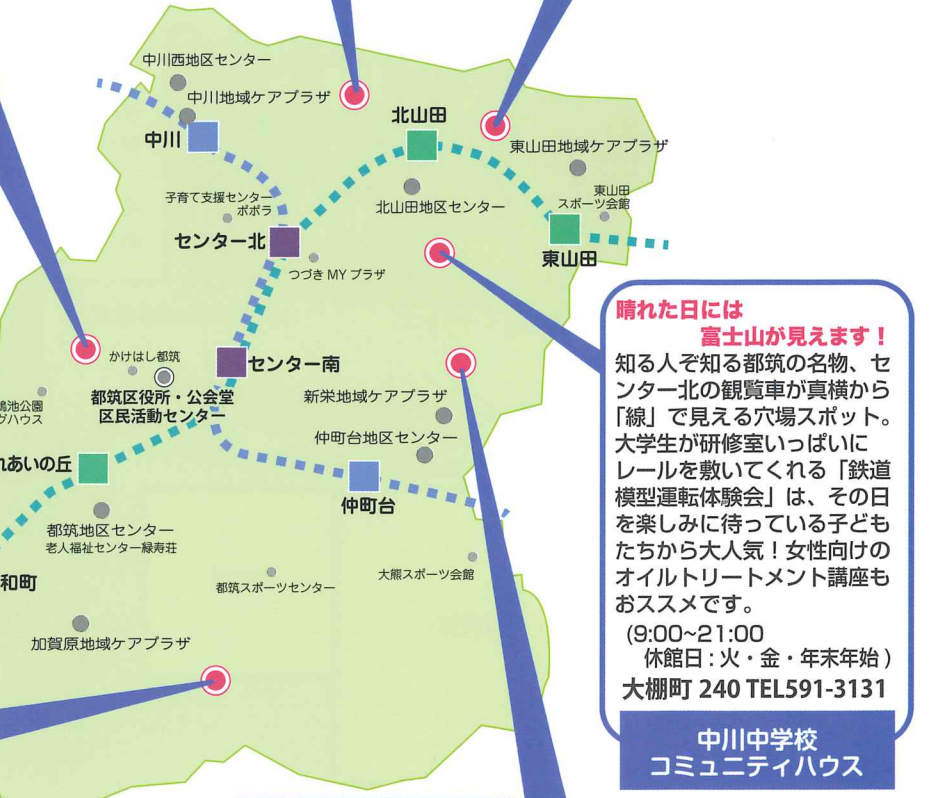 中川西地区センター
中川地域ケアプラザ
中川
北山田
東山田地域ケアプラザ
子育て支援センター
ポポラ
北山田地区センター
東山田
スポーツ会館
センター北
つづきMYプラザ
東山田
かけはし都筑
センター南
都筑区役所・公会堂
区民活動センター
鴨池公園
グハウス
新栄地域ケアプラザ
仲町台地区センター
れあいの丘
仲町台
都筑地区センター
老人福祉センター緑寿荘
和町
都筑スポーツセンター
大熊スポーツ会館
加賀原地域ケアプラザ
晴れた日には
富士山が見えます！
知る人ぞ知る都筑の名物、セ
ンター北の観覧車が真横から
「線」で見える穴場スポット。
大学生が研修室いっぱいに
レールを敷いてくれる「鉄道
模型運転体験会」は、その日
を楽しみに待っている子ども
たちから大人気！女性向けの
オイルトリートメント講座も
おススメです。
(9:00~21:00
休館日:火・金・年末年始)
大棚町 240 TEL591-3131
中川中学校
コミュニティハウス